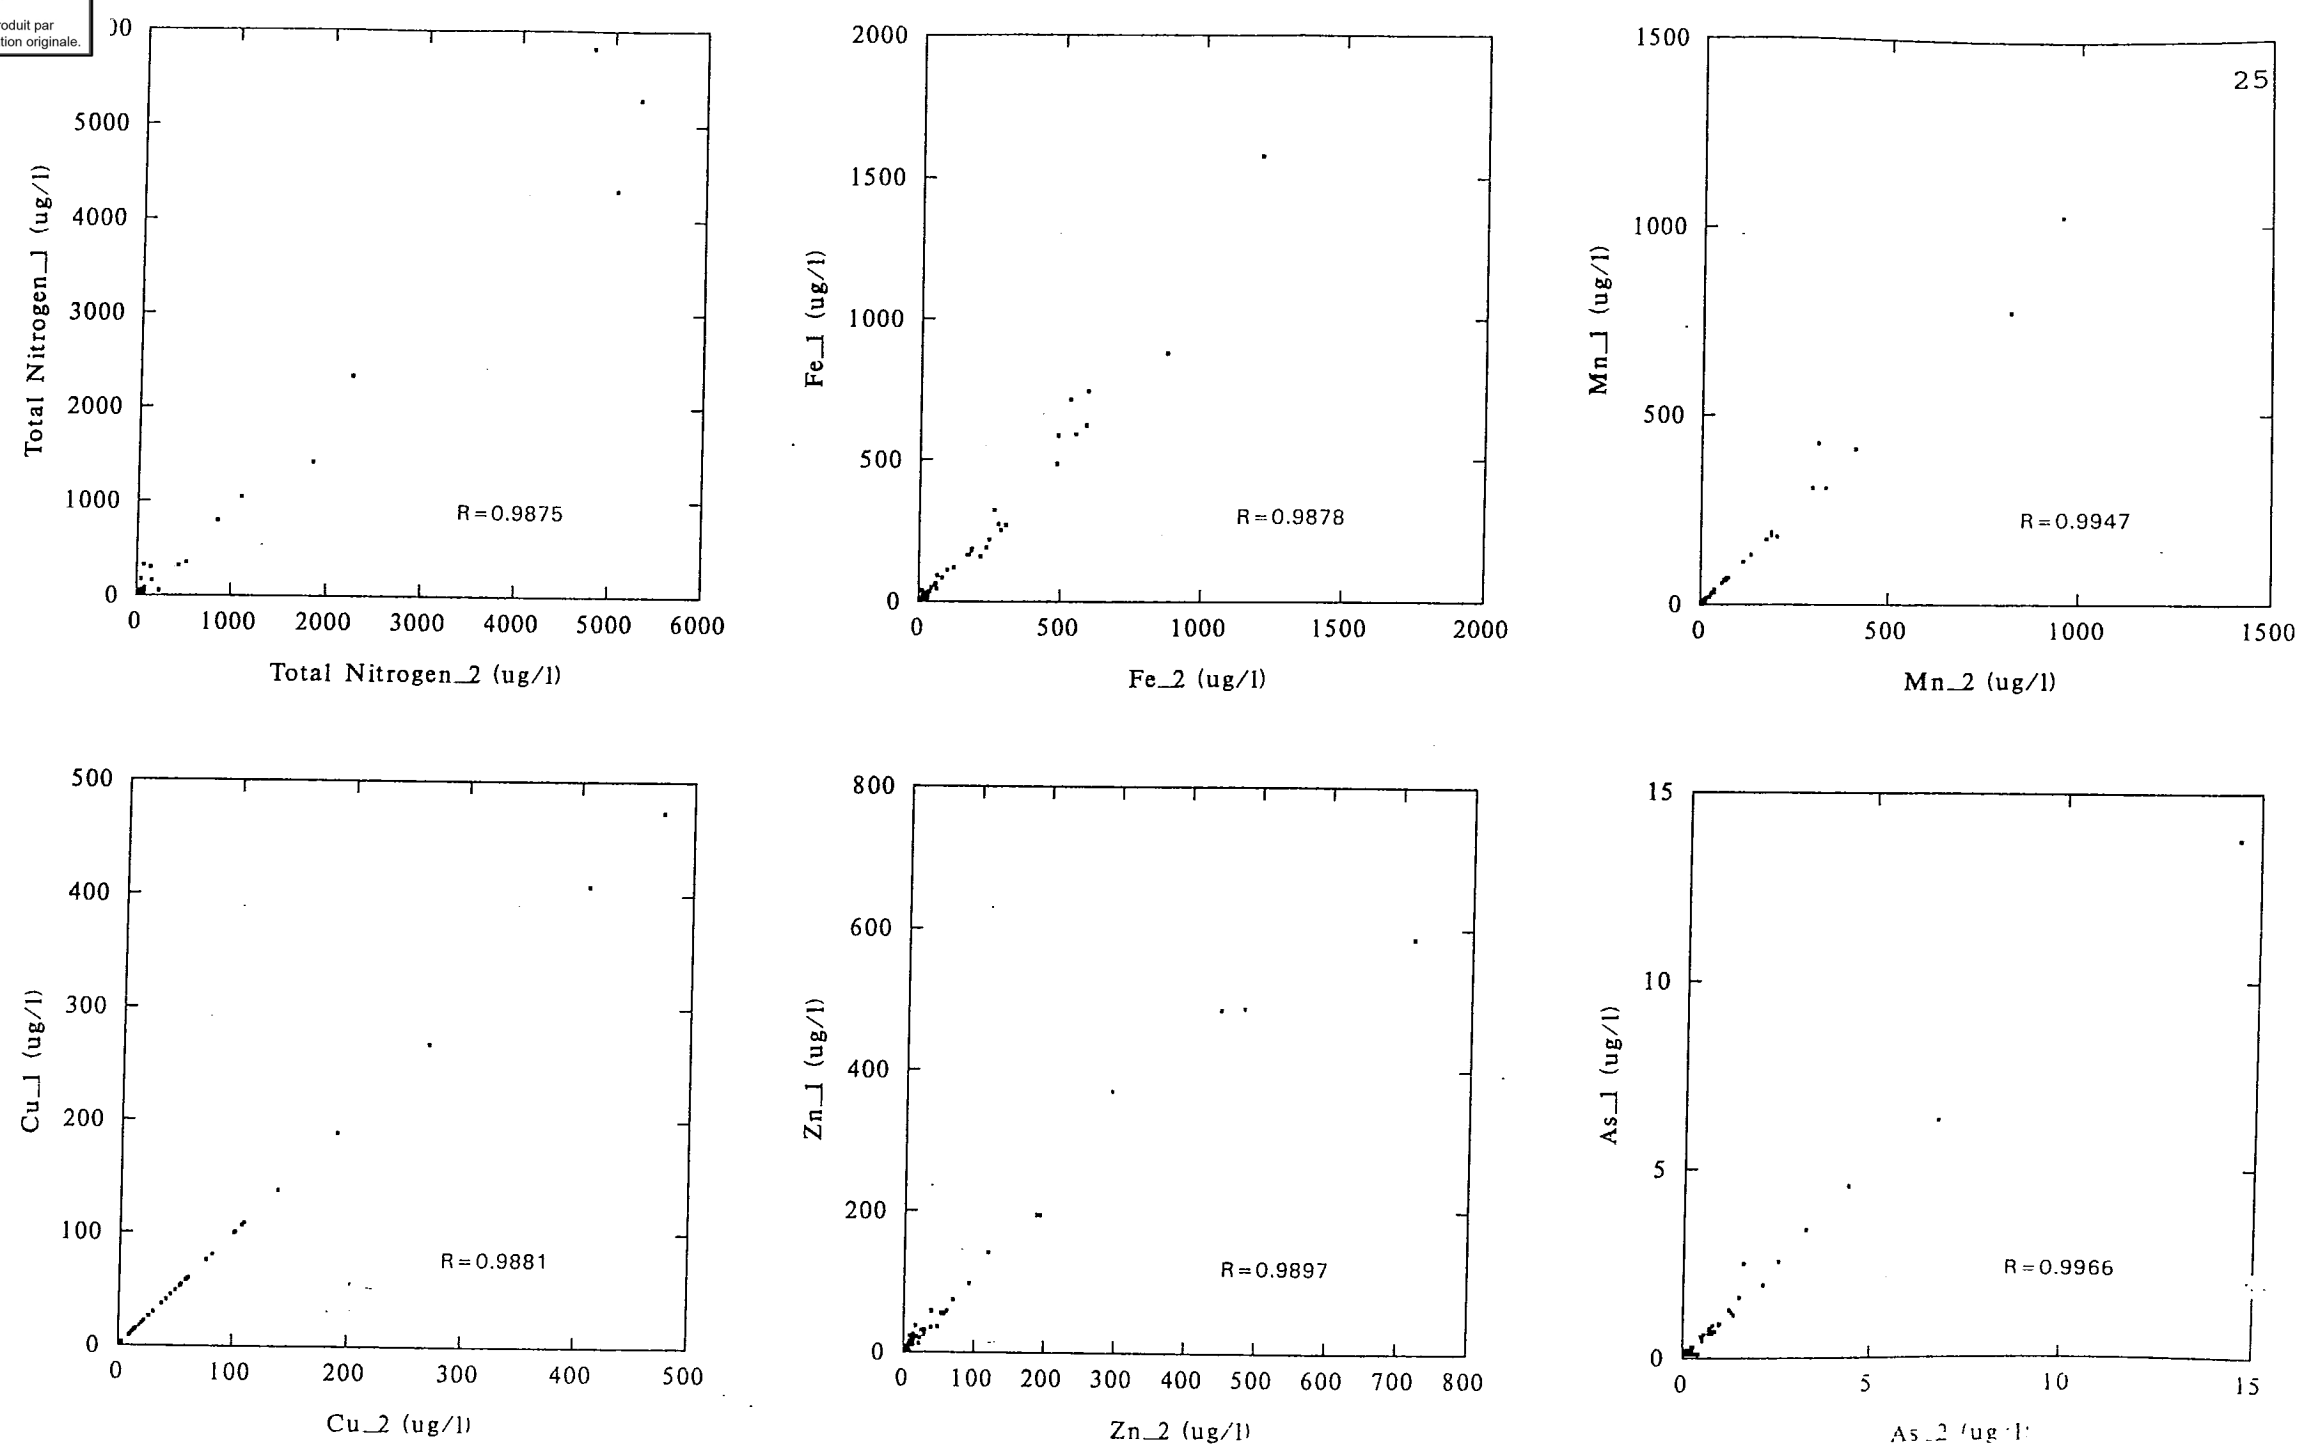 roduit par
tion originale.
25
00
5000
4000
3000
2000
1000
0
Total Nitrogen_1 (ug/l)
R=0.9875
0 1000 2000 3000 4000 5000 6000
Total Nitrogen_2 (ug/l)
2000
1500
1000
500
0
Fe_1 (ug/l)
R=0.9878
0 500 1000 1500 2000
Fe_2 (ug/l)
1500
1000
500
0
Mn_1 (ug/l)
R=0.9947
0 500 1000 1500
Mn_2 (ug/l)
500
400
300
200
100
0
Cu_1 (ug/l)
R=0.9881
0 100 200 300 400 500
Cu_2 (ug/l)
800
600
400
200
0
Zn_1 (ug/l)
R=0.9897
0 100 200 300 400 500 600 700 800
Zn_2 (ug/l)
15
10
5
0
As_1 (ug/l)
R=0.9966
0 5 10 15
As_2 (ug/l)